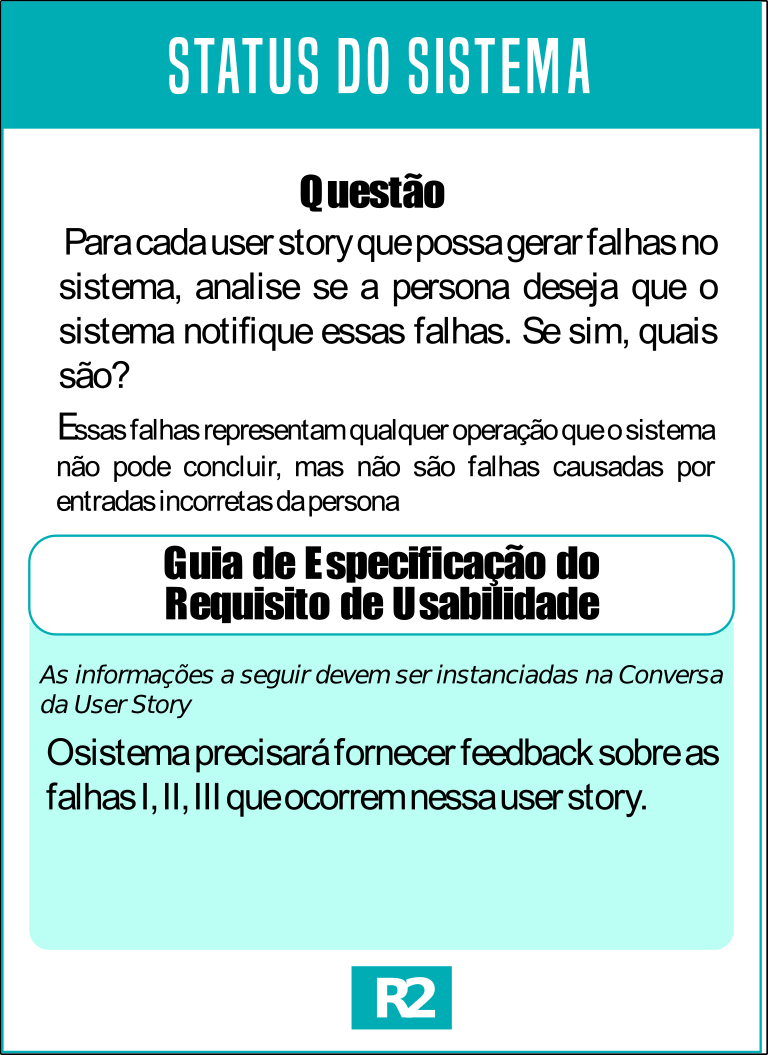 STATUS DO SISTEMA
Questão
Para cada user story que possa gerar falhas no
sistema, analise se a persona deseja que o
sistema notifique essas falhas. Se sim, quais
são?
Essas falhas representam qualquer operação que o sistema
não pode concluir, mas não são falhas causadas por
entradas incorretas da persona
Guia de Especificação do
Requisito de Usabilidade
As informações a seguir devem ser instanciadas na Conversa
da User Story
O sistema precisará fornecer feedback sobre as
falhas I, II, III que ocorrem nessa user story.
R2